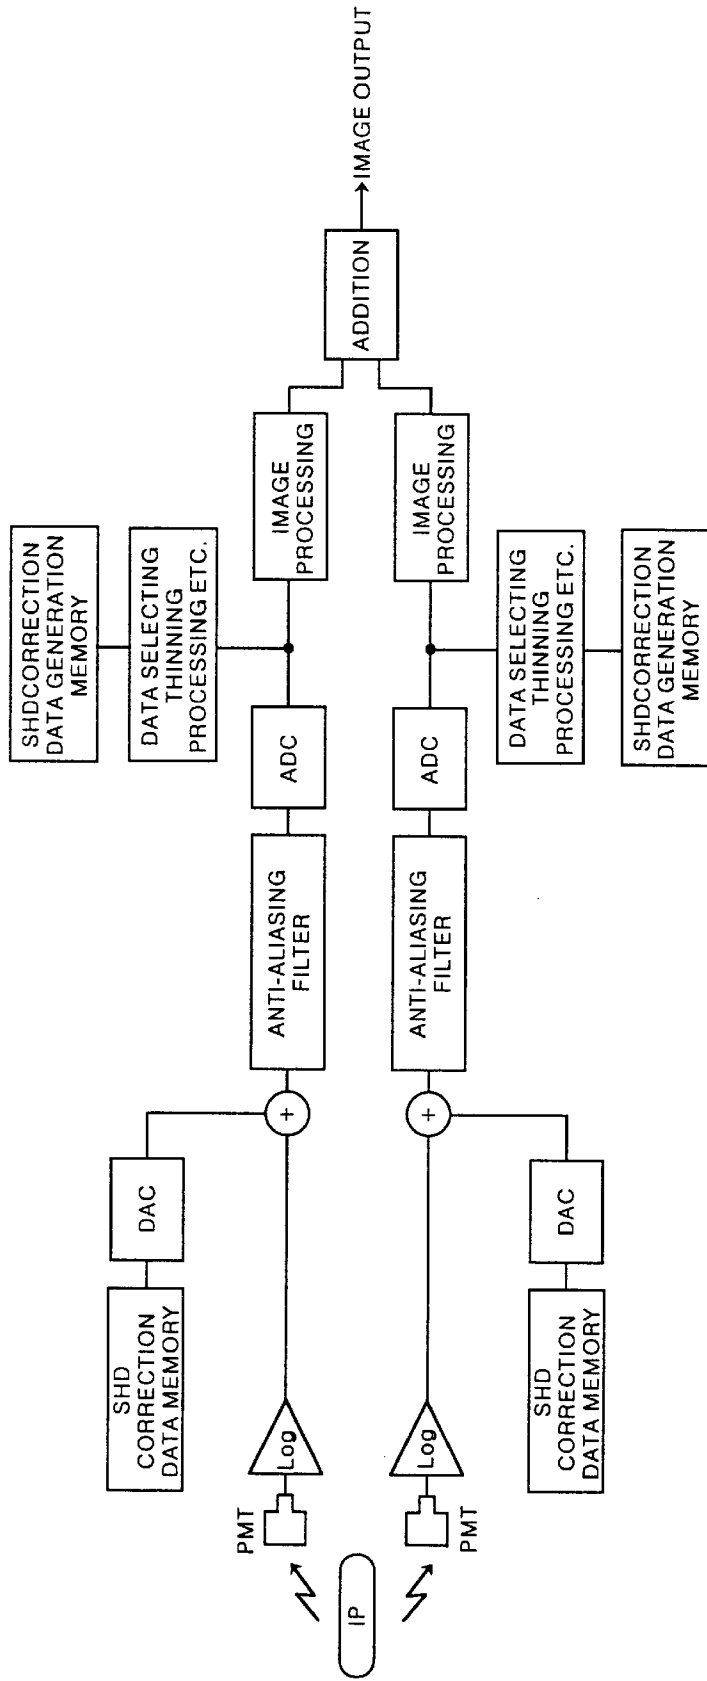 IP
PMT
Log
SHD
CORRECTION
DATA MEMORY
DAC
+
ANTI-ALIASING
FILTER
ADC
SHDCORRECTION
DATA GENERATION
MEMORY
DATA SELECTING
THINNING
PROCESSING ETC.
IMAGE
PROCESSING
PMT
Log
SHD
CORRECTION
DATA MEMORY
DAC
+
ANTI-ALIASING
FILTER
ADC
DATA SELECTING
THINNING
PROCESSING ETC.
SHDCORRECTION
DATA GENERATION
MEMORY
IMAGE
PROCESSING
ADDITION
IMAGE OUTPUT